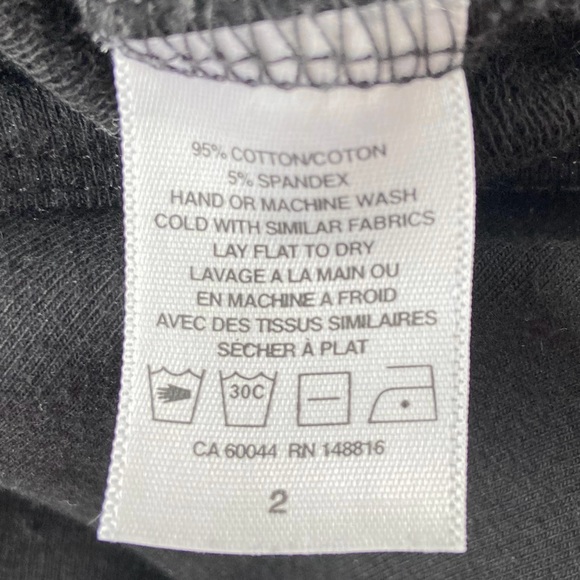 95% COTTON/COTON
5% SPANDEX
HAND OR MACHINE WASH
COLD WITH SIMILAR FABRICS
LAY FLAT TO DRY
LAVAGE A LA MAIN OU
EN MACHINE A FROID
AVEC DES TISSUS SIMILAIRES
SECHER À PLAT
30C
CA 60044 RN 148816
2